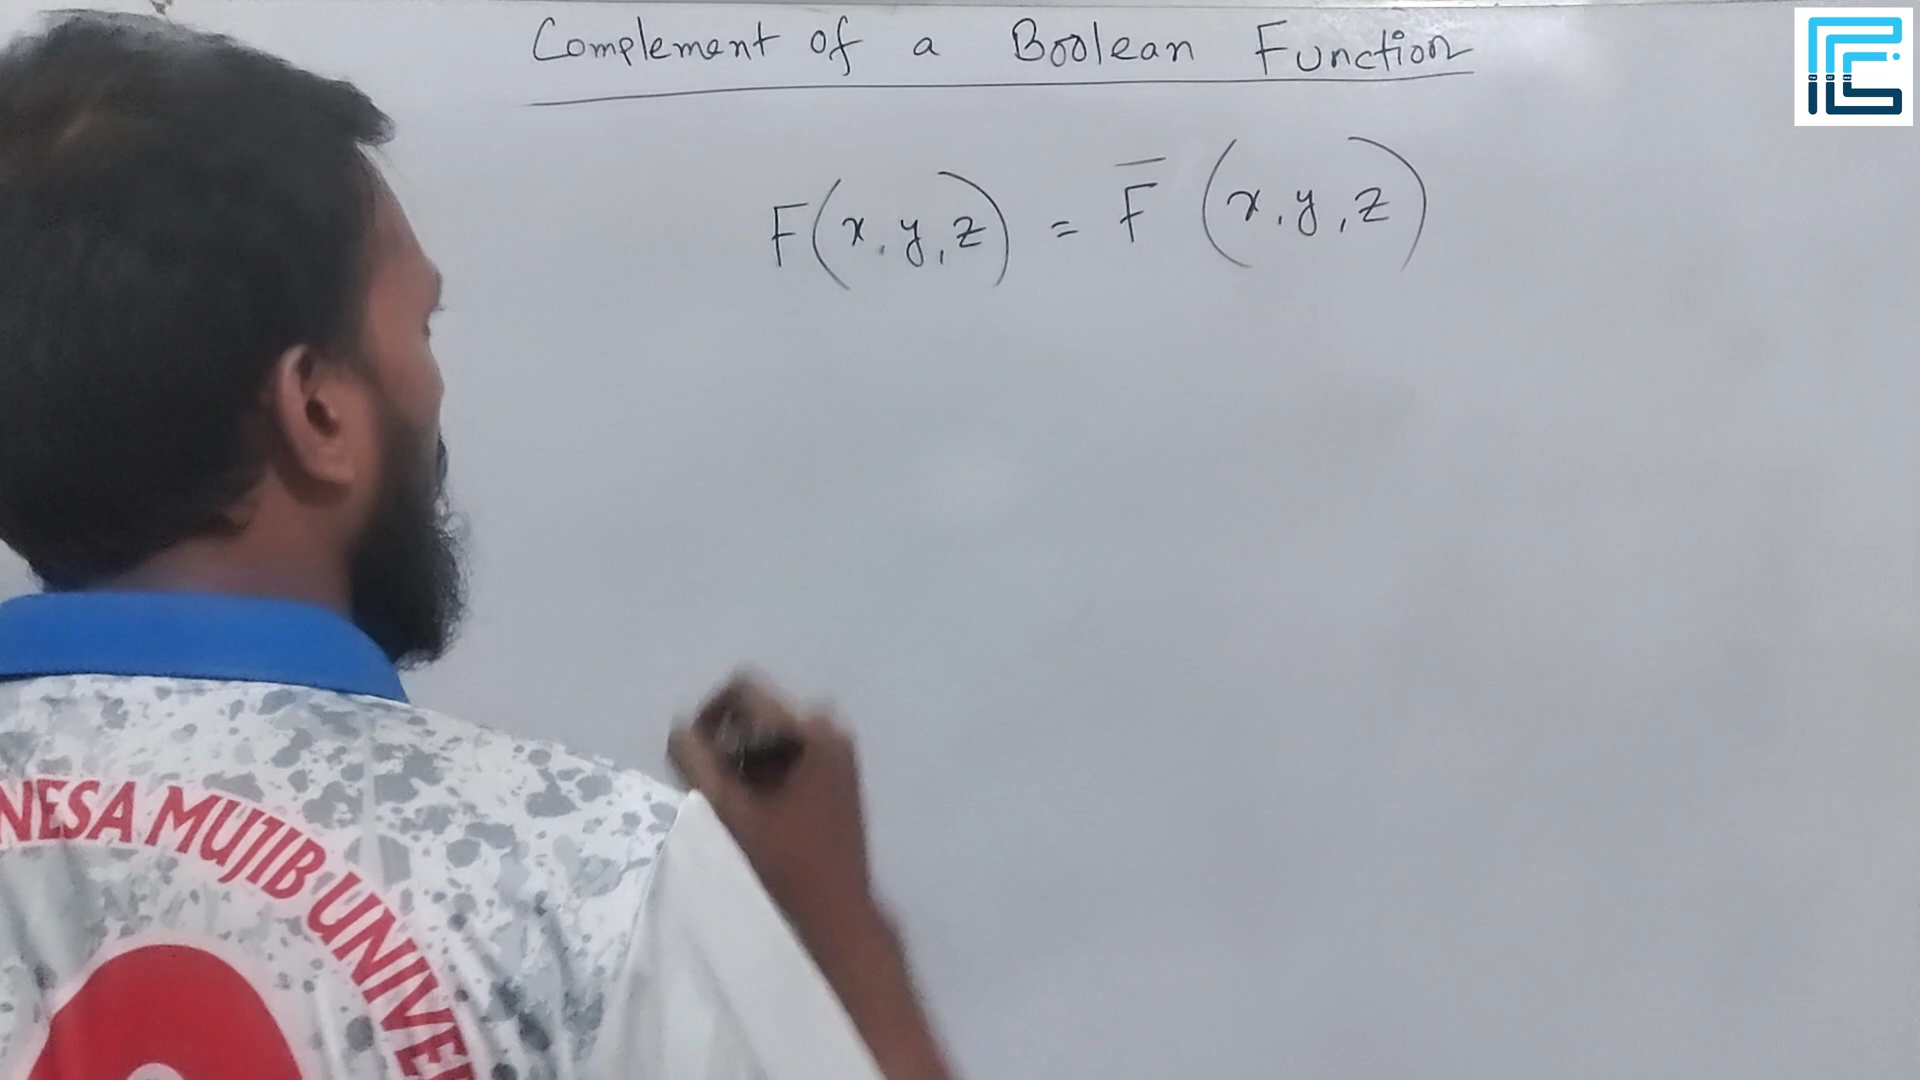 Complement of a Boolean Function
F(x, y, z) = F̅ (x, y, z)
NESA MUJIB UNIVE